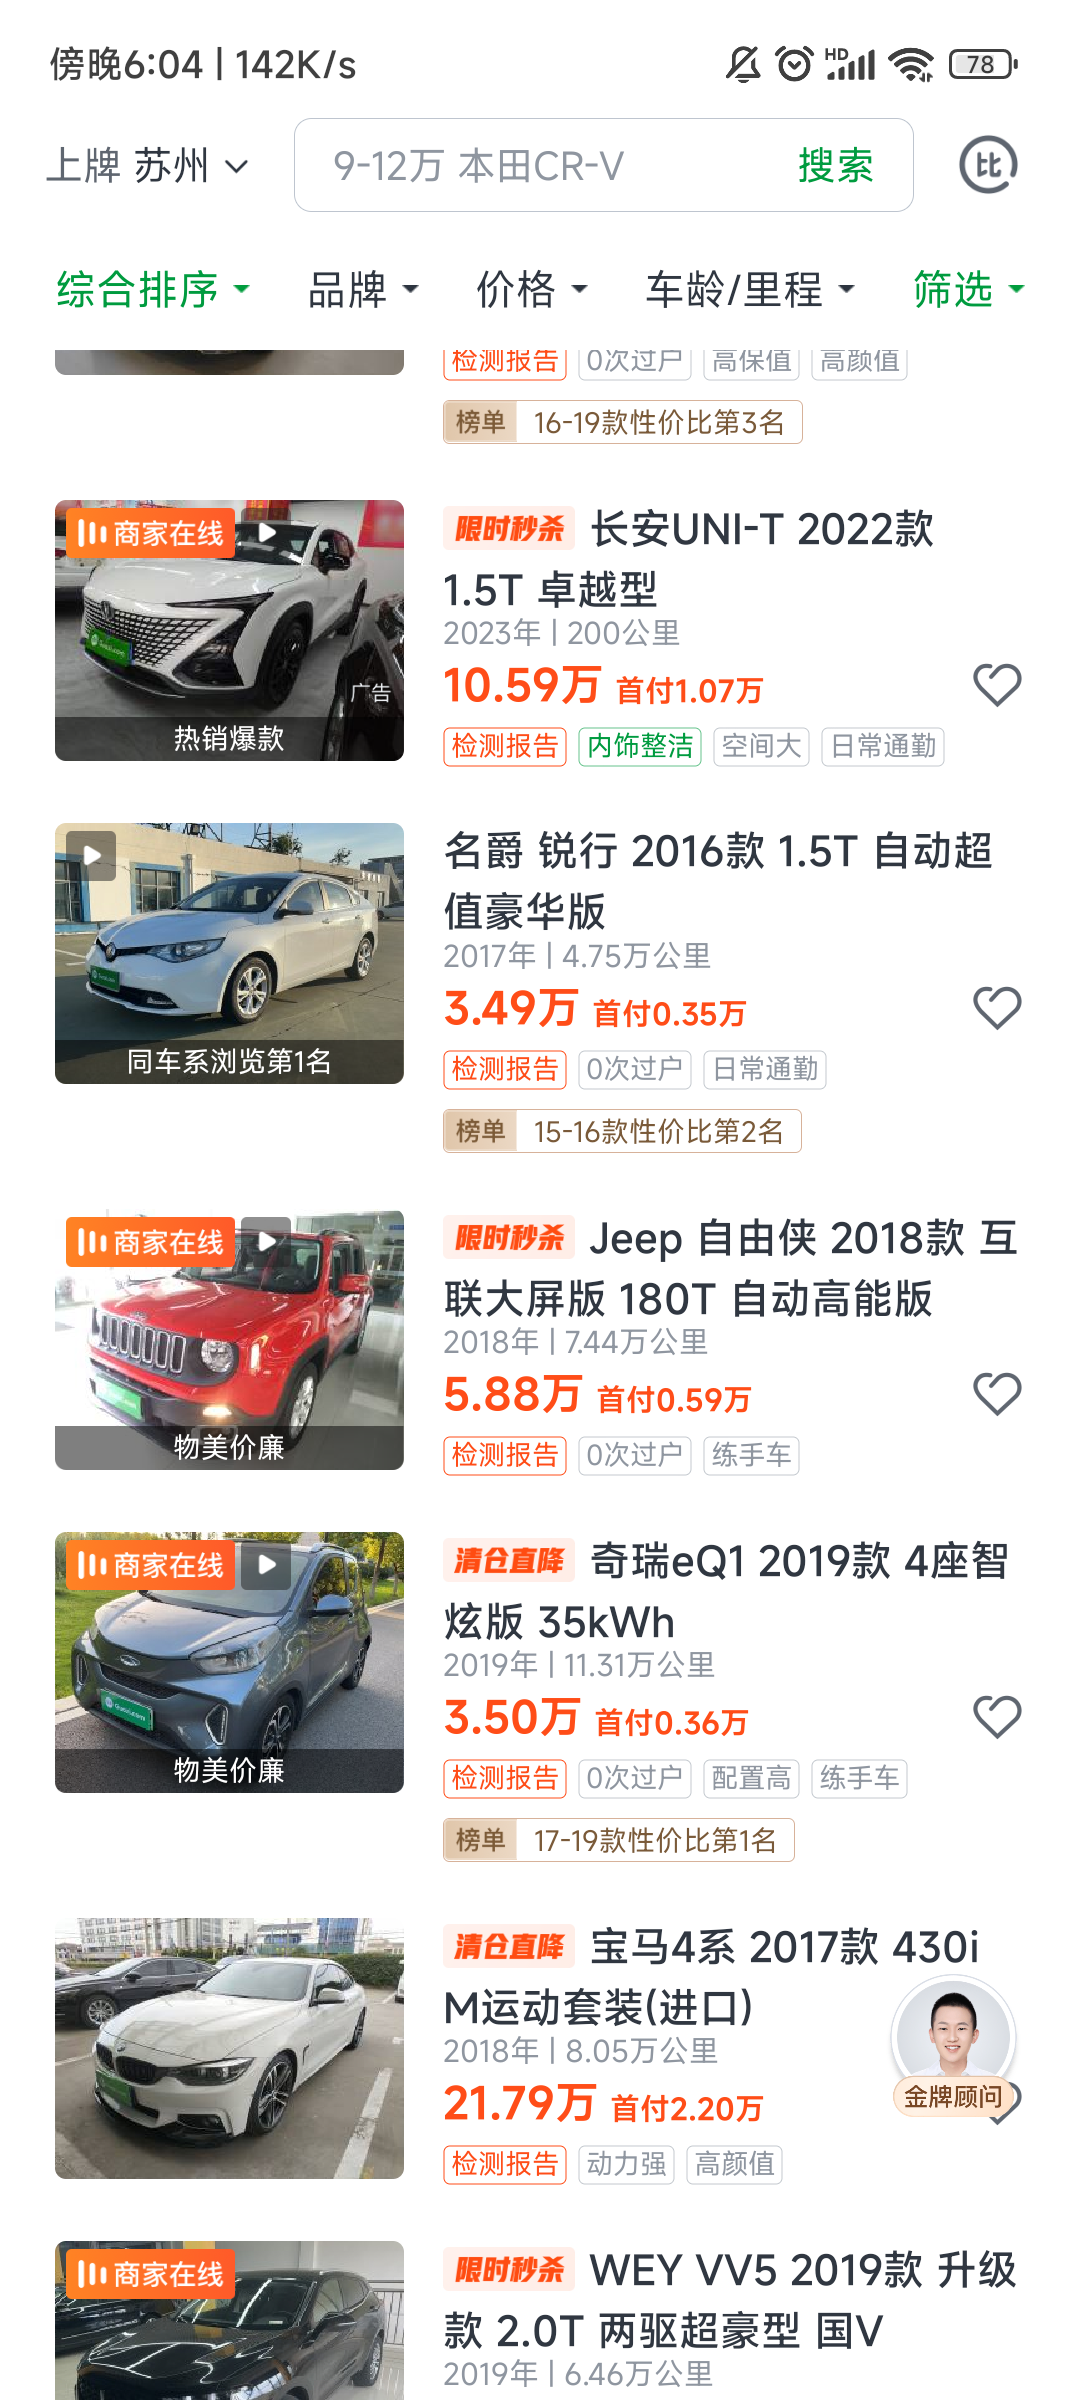 傍晚6:04 | 142K/s
HD
78
上牌 苏州
9-12万 本田CR-V
搜索
比
综合排序
品牌
价格
车龄/里程
筛选
检测报告
0次过户
高保值
高颜值
榜单
16-19款性价比第3名
商家在线
广告
热销爆款
限时秒杀 长安UNI-T 2022款
1.5T 卓越型
2023年 | 200公里
10.59万 首付1.07万
检测报告
内饰整洁
空间大
日常通勤
同车系浏览第1名
名爵 锐行 2016款 1.5T 自动超
值豪华版
2017年 | 4.75万公里
3.49万 首付0.35万
检测报告
0次过户
日常通勤
榜单
15-16款性价比第2名
商家在线
物美价廉
限时秒杀 Jeep 自由侠 2018款 互
联大屏版 180T 自动高能版
2018年 | 7.44万公里
5.88万 首付0.59万
检测报告
0次过户
练手车
商家在线
物美价廉
清仓直降 奇瑞eQ1 2019款 4座智
炫版 35kWh
2019年 | 11.31万公里
3.50万 首付0.36万
检测报告
0次过户
配置高
练手车
榜单
17-19款性价比第1名
清仓直降 宝马4系 2017款 430i
M运动套装(进口)
2018年 | 8.05万公里
21.79万 首付2.20万
金牌顾问
检测报告
动力强
高颜值
商家在线
限时秒杀 WEY VV5 2019款 升级
款 2.0T 两驱超豪型 国V
2019年 | 6.46万公里